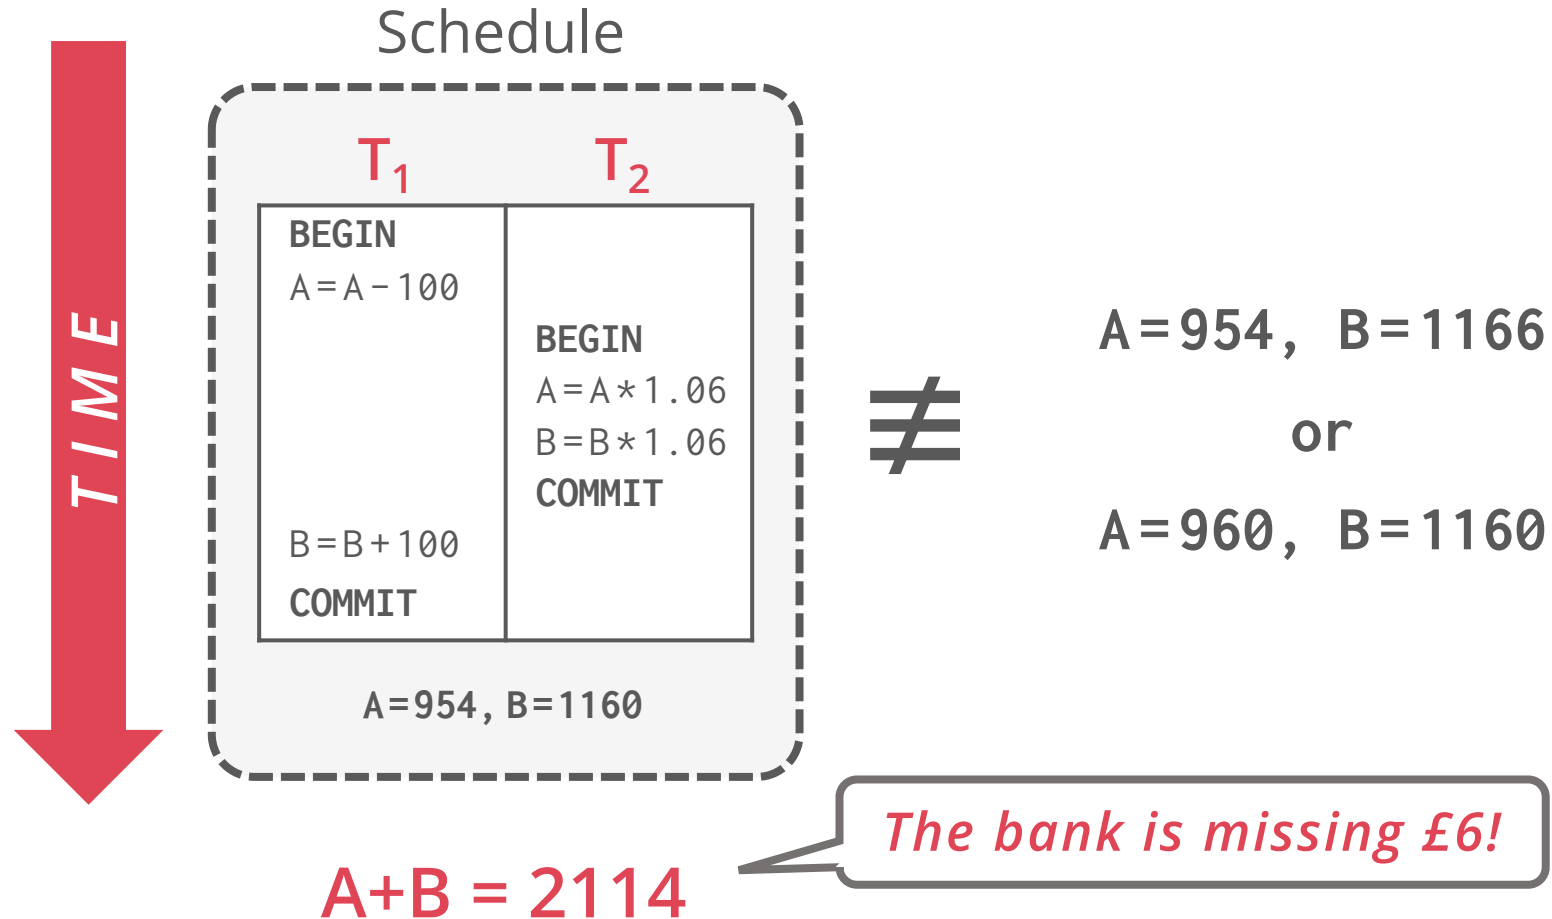 Schedule
TIME
T1 T2
BEGIN
A=A-100
BEGIN
A=A*1.06
B=B*1.06
COMMIT
B=B+100
COMMIT
A=954, B=1160
≢
A=954, B=1166
or
A=960, B=1160
The bank is missing £6!
A+B = 2114